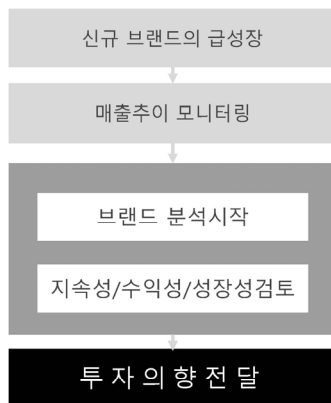 신규 브랜드의 급성장
매출추이 모니터링
브랜드 분석시작
지속성/수익성/성장성검토
투자의향전달